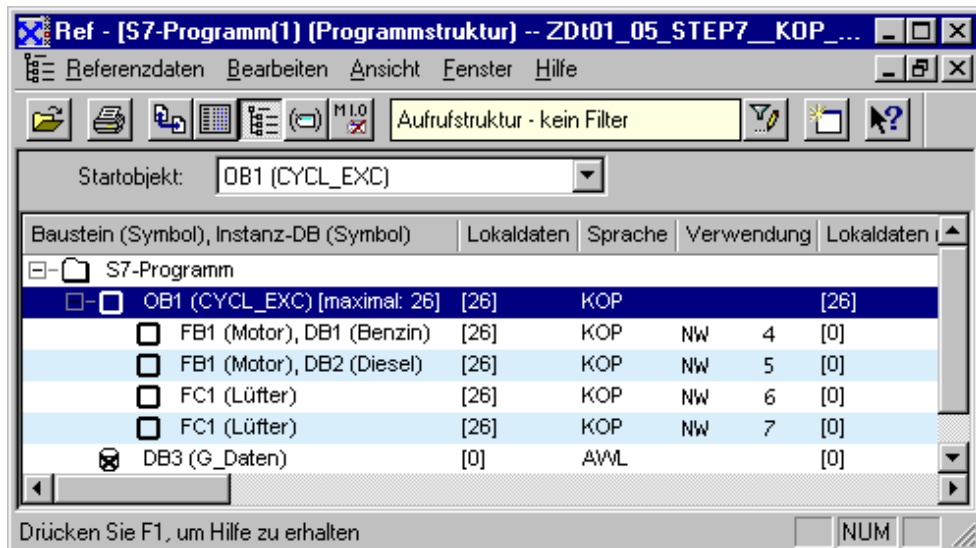 Ref - [S7-Programm(1) (Programmstruktur) -- ZDt01_05_STEP7__KOP_...
Referenzdaten Bearbeiten Ansicht Fenster Hilfe
M I.0 Aufrufstruktur - kein Filter
Startobjekt: OB1 (CYCL_EXC)
Baustein (Symbol), Instanz-DB (Symbol) Lokaldaten Sprache Verwendung Lokaldaten
S7-Programm
OB1 (CYCL_EXC) [maximal: 26] [26] KOP [26]
FB1 (Motor), DB1 (Benzin) [26] KOP NW 4 [0]
FB1 (Motor), DB2 (Diesel) [26] KOP NW 5 [0]
FC1 (Lüfter) [26] KOP NW 6 [0]
FC1 (Lüfter) [26] KOP NW 7 [0]
DB3 (G_Daten) [0] AWL [0]
Drücken Sie F1, um Hilfe zu erhalten NUM